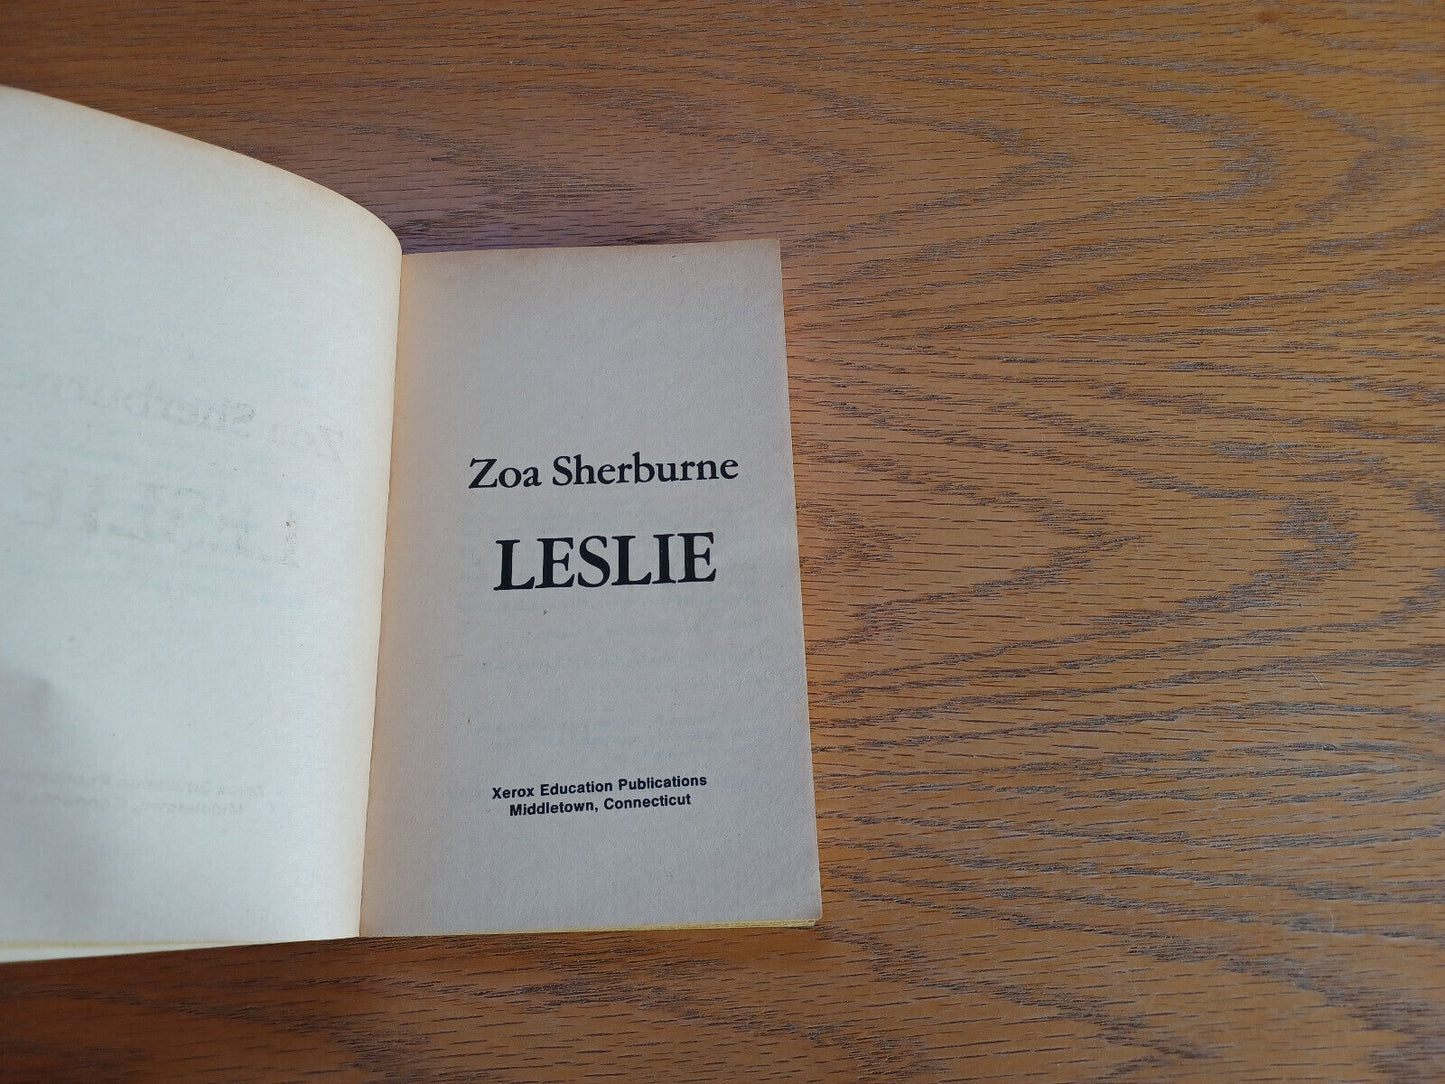 Zoa Sherburne
LESLIE
Xerox Education Publications
Middletown, Connecticut